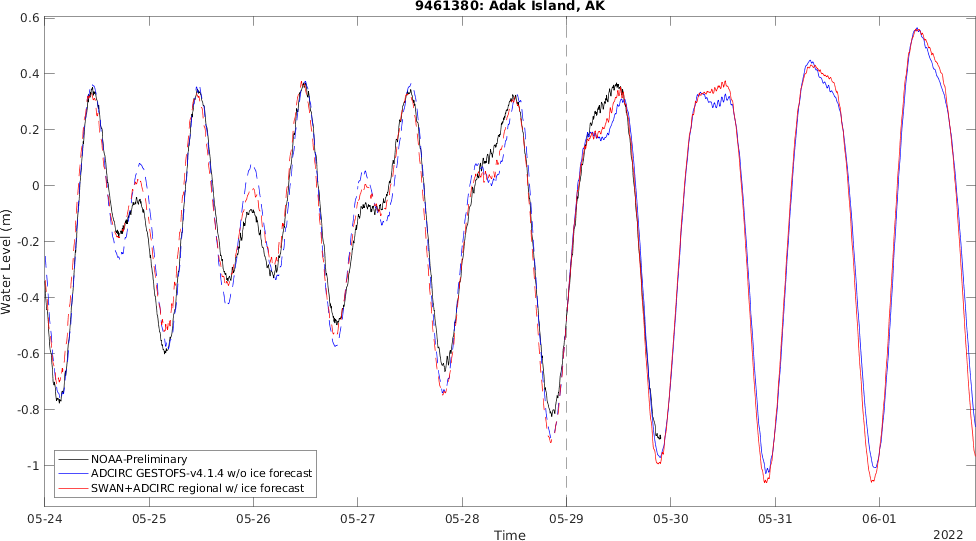 9461380: Adak Island, AK
0.6
0.4
0.2
0
-0.2
-0.4
-0.6
-0.8
-1
Water Level (m)
NOAA-Preliminary
ADCIRC GESTOFS-v4.1.4 w/o ice forecast
SWAN+ADCIRC regional w/ ice forecast
05-24 05-25 05-26 05-27 05-28 05-29 05-30 05-31 06-01
Time
2022